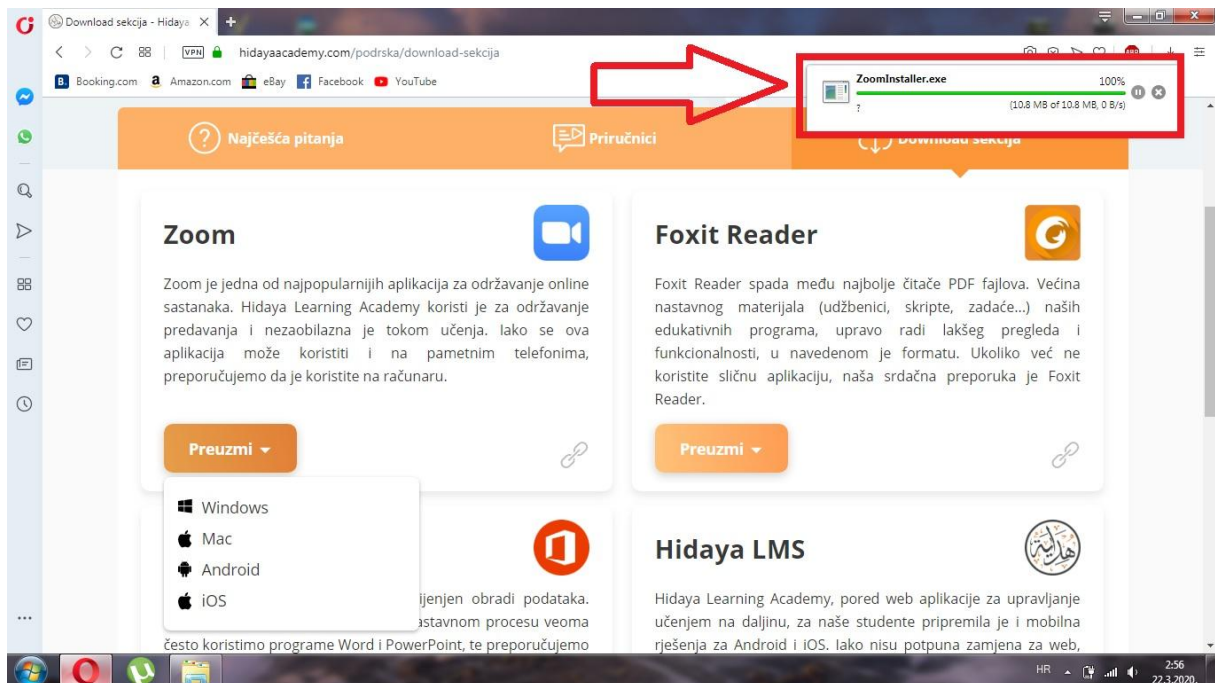 Download sekcija - Hidaya
VPN hidayaacademy.com/podrska/download-sekcija
Booking.com Amazon.com eBay Facebook YouTube
ZoomInstaller.exe 100%
? (10.8 MB of 10.8 MB, 0 B/s)
Najčešća pitanja
Priručnici
Download sekcija
Zoom
Zoom je jedna od najpopularnijih aplikacija za održavanje online
sastanaka. Hidaya Learning Academy koristi je za održavanje
predavanja i nezaobilazna je tokom učenja. Iako se ova
aplikacija može koristiti i na pametnim telefonima,
preporučujemo da je koristite na računaru.
Preuzmi
Windows
Mac
Android
iOS
Foxit Reader
Foxit Reader spada među najbolje čitače PDF fajlova. Većina
nastavnog materijala (udžbenici, skripte, zadaće...) naših
edukativnih programa, upravo radi lakšeg pregleda i
funkcionalnosti, u navedenom je formatu. Ukoliko već ne
koristite sličnu aplikaciju, naša srdačna preporuka je Foxit
Reader.
Preuzmi
ijenjen obradi podataka.
astavnom procesu veoma
često koristimo programe Word i PowerPoint, te preporučujemo
Hidaya LMS
Hidaya Learning Academy, pored web aplikacije za upravljanje
učenjem na daljinu, za naše studente pripremila je i mobilna
rješenja za Android i iOS. Iako nisu potpuna zamjena za web,
HR 2:56
22.3.2020.